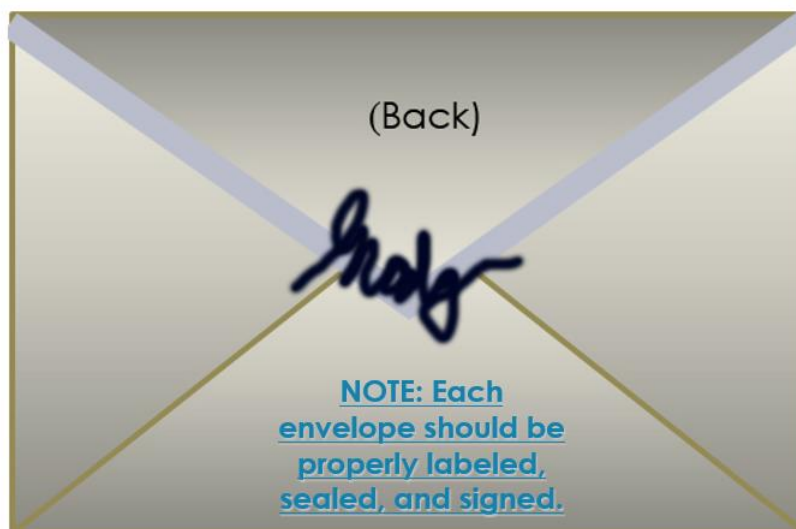 (Back)
NOTE: Each
envelope should be
properly labeled,
sealed, and signed.